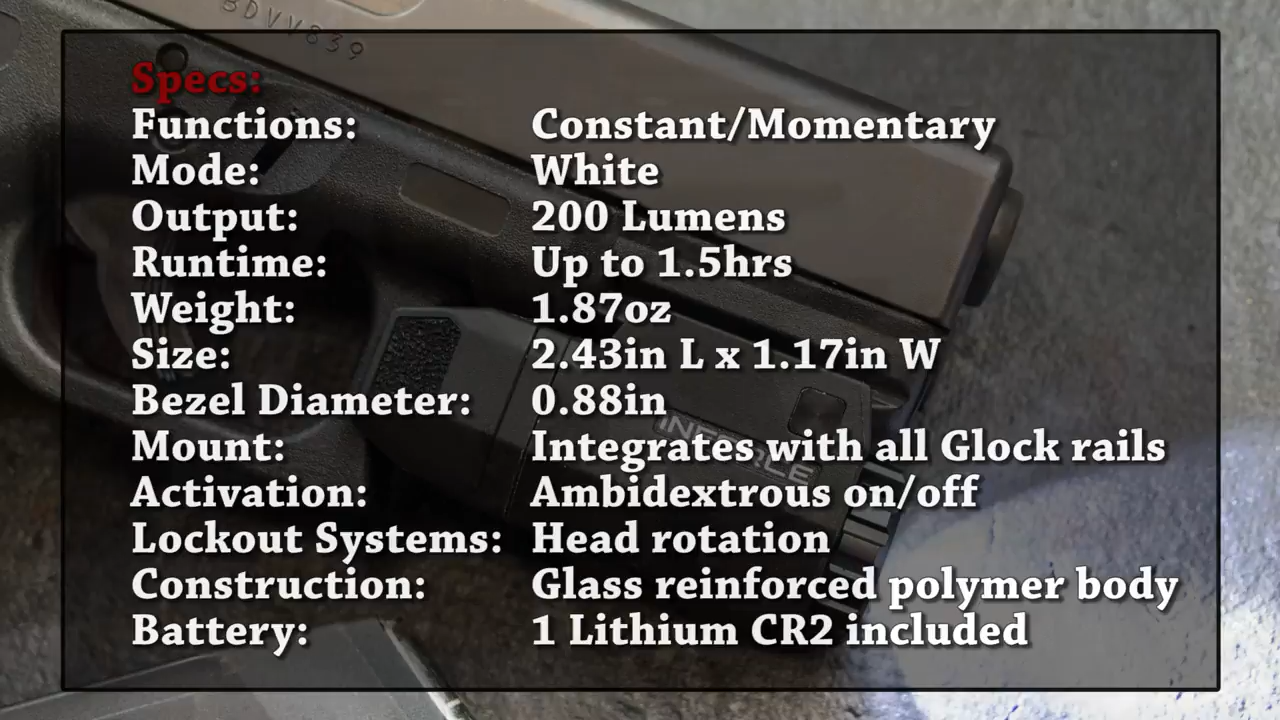 BDVV839
Specs:
Functions: Constant/Momentary
Mode: White
Output: 200 Lumens
Runtime: Up to 1.5hrs
Weight: 1.87oz
Size: 2.43in L x 1.17in W
Bezel Diameter: 0.88in
Mount: Integrates with all Glock rails
INFORCE
Activation: Ambidextrous on/off
Lockout Systems: Head rotation
Construction: Glass reinforced polymer body
Battery: 1 Lithium CR2 included